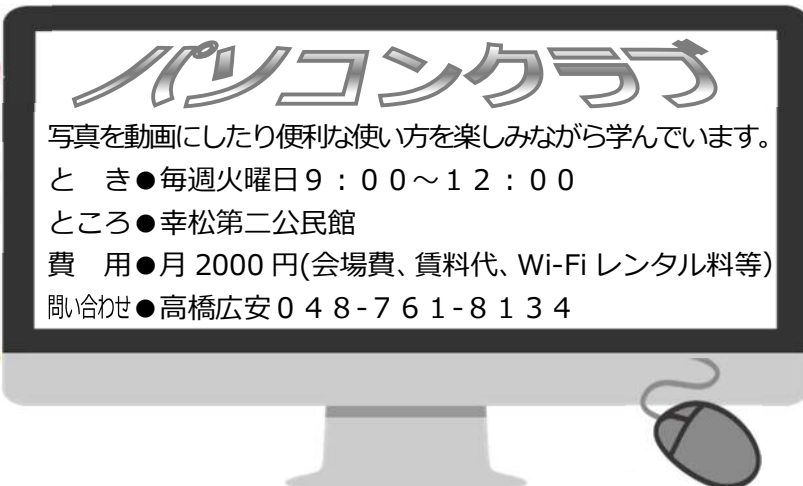 パソコンクラブ
写真を動画にしたり便利な使い方を楽しみながら学んでいます。
と　き●毎週火曜日９：００～１２：００
ところ●幸松第二公民館
費　用●月 2000 円(会場費、賃料代、Wi-Fi レンタル料等）
問い合わせ●高橋広安０４８-７６１-８１３４